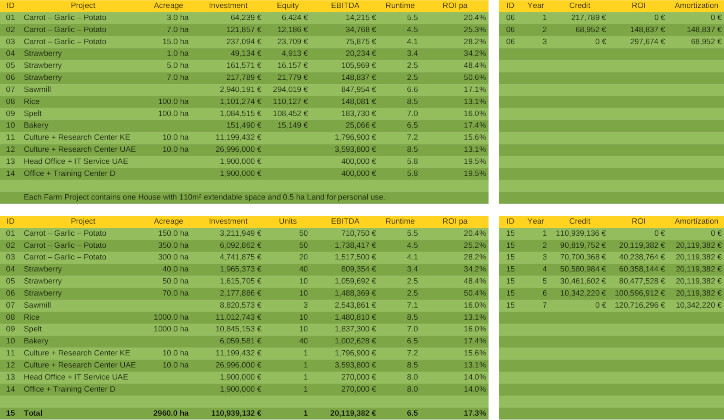 ID Project Acreage Investment Equity EBITDA Runtime ROI pa
01 Carrot – Garlic – Potato 3.0 ha 64,239 € 6,424 € 14,215 € 5.5 20.4%
02 Carrot – Garlic – Potato 7.0 ha 121,857 € 12,186 € 34,768 € 4.5 25.3%
03 Carrot – Garlic – Potato 15.0 ha 237,094 € 23,709 € 75,875 € 4.1 28.2%
04 Strawberry 1.0 ha 49,134 € 4,913 € 20,234 € 3.4 34.2%
05 Strawberry 5.0 ha 161,571 € 16,157 € 105,969 € 2.5 48.4%
06 Strawberry 7.0 ha 217,789 € 21,779 € 148,837 € 2.5 50.6%
07 Sawmill 2,940,191 € 294,019 € 847,954 € 6.6 17.1%
08 Rice 100.0 ha 1,101,274 € 110,127 € 148,081 € 8.5 13.1%
09 Spelt 100.0 ha 1,084,515 € 108,452 € 183,730 € 7.0 16.0%
10 Bakery 151,490 € 15,149 € 25,066 € 6.5 17.4%
11 Culture + Research Center KE 10.0 ha 11,199,432 € 1,796,900 € 7.2 15.6%
12 Culture + Research Center UAE 10.0 ha 26,996,000 € 3,593,800 € 8.5 13.1%
13 Head Office + IT Service UAE 1,900,000 € 400,000 € 5.8 19.5%
14 Office + Training Center D 1,900,000 € 400,000 € 5.8 19.5%
Each Farm Project contains one House with 110m² extendable space and 0.5 ha Land for personal use.
ID Year Credit ROI Amortization
06 1 217,789 € 0 € 0 €
06 2 68,952 € 148,837 € 148,837 €
06 3 0 € 297,674 € 68,952 €
ID Project Acreage Investment Units EBITDA Runtime ROI pa
01 Carrot – Garlic – Potato 150.0 ha 3,211,949 € 50 710,750 € 5.5 20.4%
02 Carrot – Garlic – Potato 350.0 ha 6,092,862 € 50 1,738,417 € 4.5 25.2%
03 Carrot – Garlic – Potato 300.0 ha 4,741,875 € 20 1,517,500 € 4.1 28.2%
04 Strawberry 40.0 ha 1,965,373 € 40 809,354 € 3.4 34.2%
05 Strawberry 50.0 ha 1,615,705 € 10 1,059,692 € 2.5 48.4%
06 Strawberry 70.0 ha 2,177,886 € 10 1,488,369 € 2.5 50.4%
07 Sawmill 8,820,573 € 3 2,543,861 € 7.1 16.0%
08 Rice 1000.0 ha 11,012,743 € 10 1,480,810 € 8.5 13.1%
09 Spelt 1000.0 ha 10,845,153 € 10 1,837,300 € 7.0 16.0%
10 Bakery 6,059,581 € 40 1,002,628 € 6.5 17.4%
11 Culture + Research Center KE 10.0 ha 11,199,432 € 1 1,796,900 € 7.2 15.6%
12 Culture + Research Center UAE 10.0 ha 26,996,000 € 1 3,593,800 € 8.5 13.1%
13 Head Office + IT Service UAE 1,900,000 € 1 270,000 € 8.0 14.0%
14 Office + Training Center D 1,900,000 € 1 270,000 € 8.0 14.0%
15 Total 2960.0 ha 110,939,132 € 1 20,119,382 € 6.5 17.3%
ID Year Credit ROI Amortization
15 1 110,939,136 € 0 € 0 €
15 2 90,819,752 € 20,119,382 € 20,119,382 €
15 3 70,700,368 € 40,238,764 € 20,119,382 €
15 4 50,580,984 € 60,358,144 € 20,119,382 €
15 5 30,461,602 € 80,477,528 € 20,119,382 €
15 6 10,342,220 € 100,596,912 € 20,119,382 €
15 7 0 € 120,716,296 € 10,342,220 €